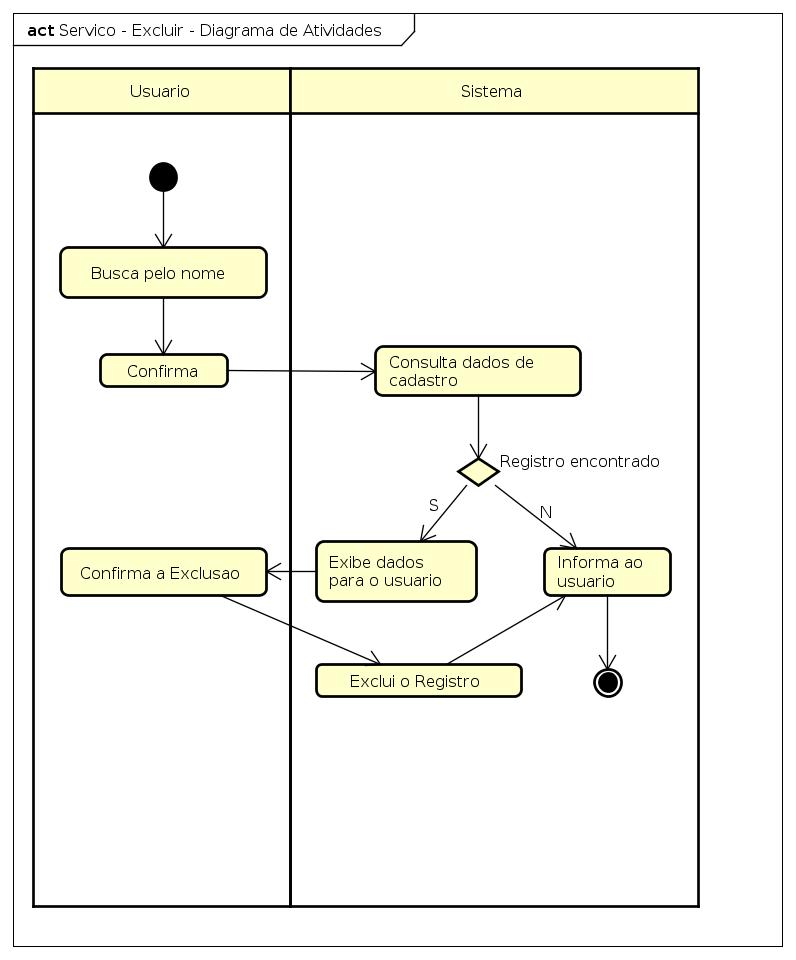 act Servico - Excluir - Diagrama de Atividades
Usuario
Sistema
Busca pelo nome
Confirma
Consulta dados de
cadastro
Registro encontrado
S
N
Confirma a Exclusao
Exibe dados
para o usuario
Informa ao
usuario
Exclui o Registro